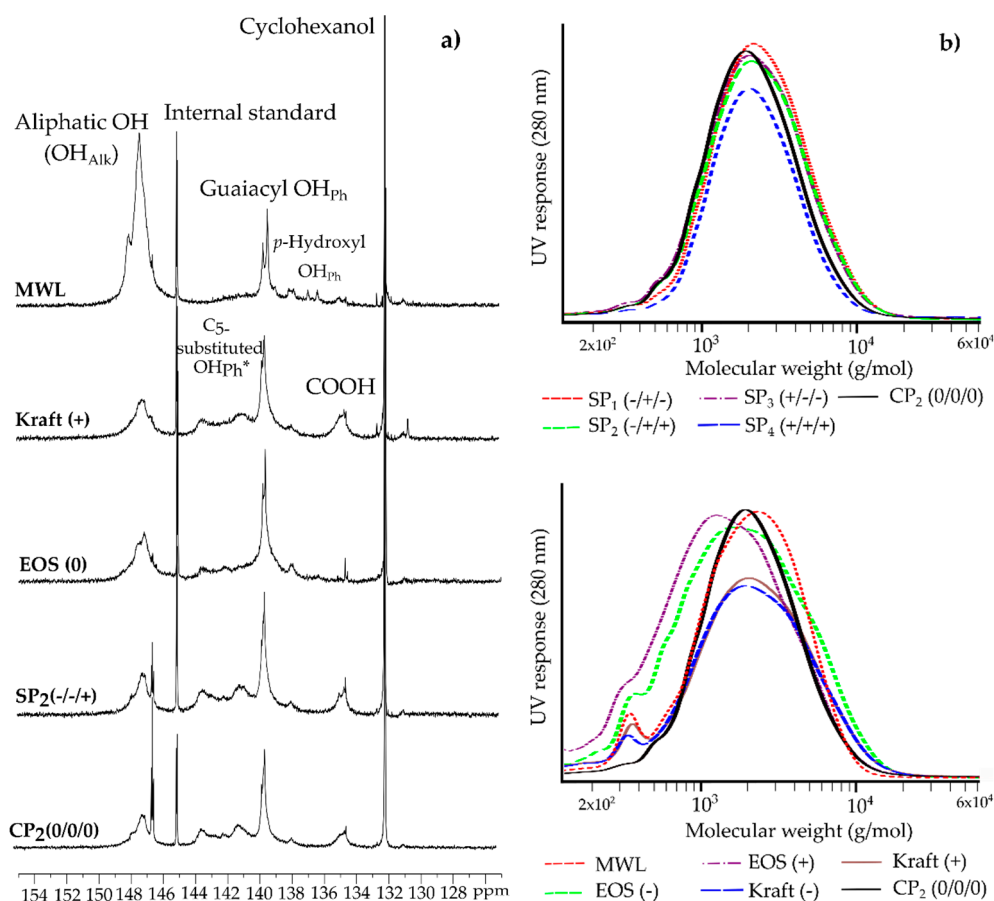 Cyclohexanol
a)
Aliphatic OH
(OHAlk)
Internal standard
Guaiacyl OHPh
p-Hydroxyl
OHPh
MWL
C5-
substituted
OHPh*
COOH
Kraft (+)
EOS (0)
SP2(-/-/+)
CP2(0/0/0)
154 152 150 148 146 144 142 140 138 136 134 132 130 128 ppm
b)
UV response (280 nm)
2x10² 10³ 10⁴ 6x10⁴
Molecular weight (g/mol)
SP1 (-/+/-) SP3 (+/-/-) CP2 (0/0/0)
SP2 (-/+/+) SP4 (+/+/+)
UV response (280 nm)
2x10² 10³ 10⁴ 6x10⁴
Molecular weight (g/mol)
MWL EOS (+) Kraft (+)
EOS (-) Kraft (-) CP2 (0/0/0)